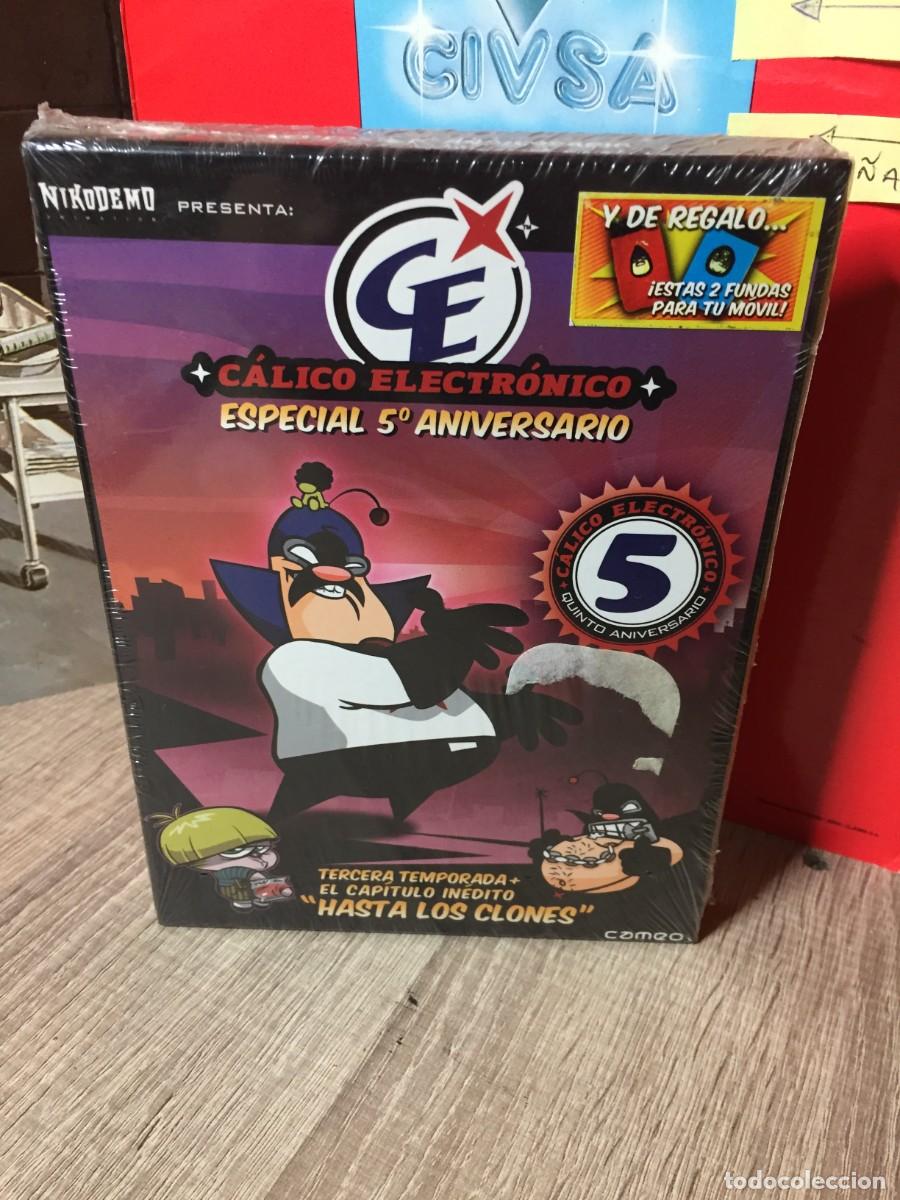 CIVSA
ÑA
NIKODEMO
PRESENTA:
Y DE REGALO...
¡ESTAS 2 FUNDAS
PARA TU MOVIL!
CE
CÁLICO ELECTRÓNICO
ESPECIAL 5º ANIVERSARIO
CÁLICO ELECTRÓNICO
5
QUINTO ANIVERSARIO
TERCERA TEMPORADA +
EL CAPÍTULO INÉDITO
"HASTA LOS CLONES"
cameo
todocoleccion